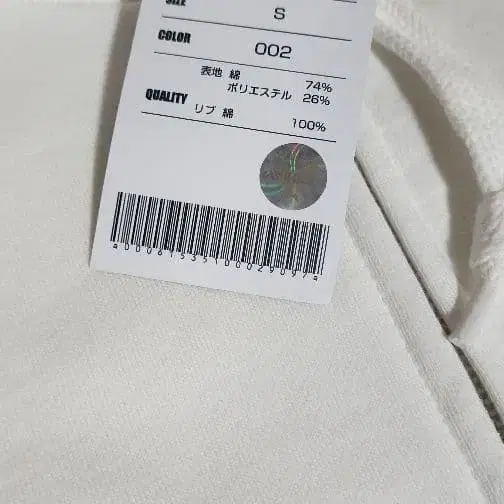 SIZE S
COLOR 002
表地 綿 74%
ポリエステル 26%
QUALITY
リブ 綿 100%